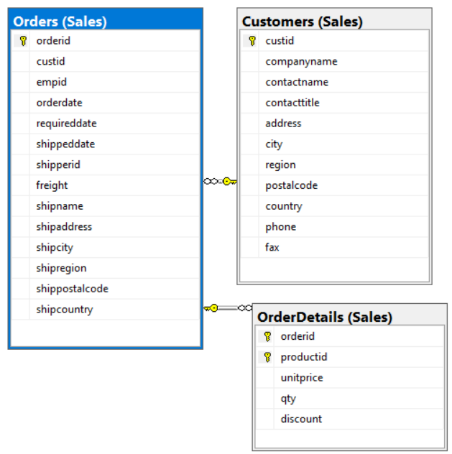 Orders (Sales)
orderid
custid
empid
orderdate
requireddate
shippeddate
shipperid
freight
shipname
shipaddress
shipcity
shipregion
shippostalcode
shipcountry
Customers (Sales)
custid
companyname
contactname
contacttitle
address
city
region
postalcode
country
phone
fax
OrderDetails (Sales)
orderid
productid
unitprice
qty
discount